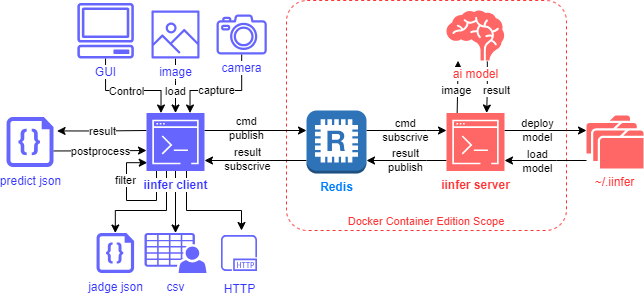 GUI
image
camera
ai model
Control
load
capture
image
result
result
postprocess
filter
predict json
iinfer client
cmd
publish
result
subscrive
R
Redis
cmd
subscrive
result
publish
iinfer server
deploy
model
load
model
~/.iinfer
Docker Container Edition Scope
jadge json
csv
HTTP
HTTP